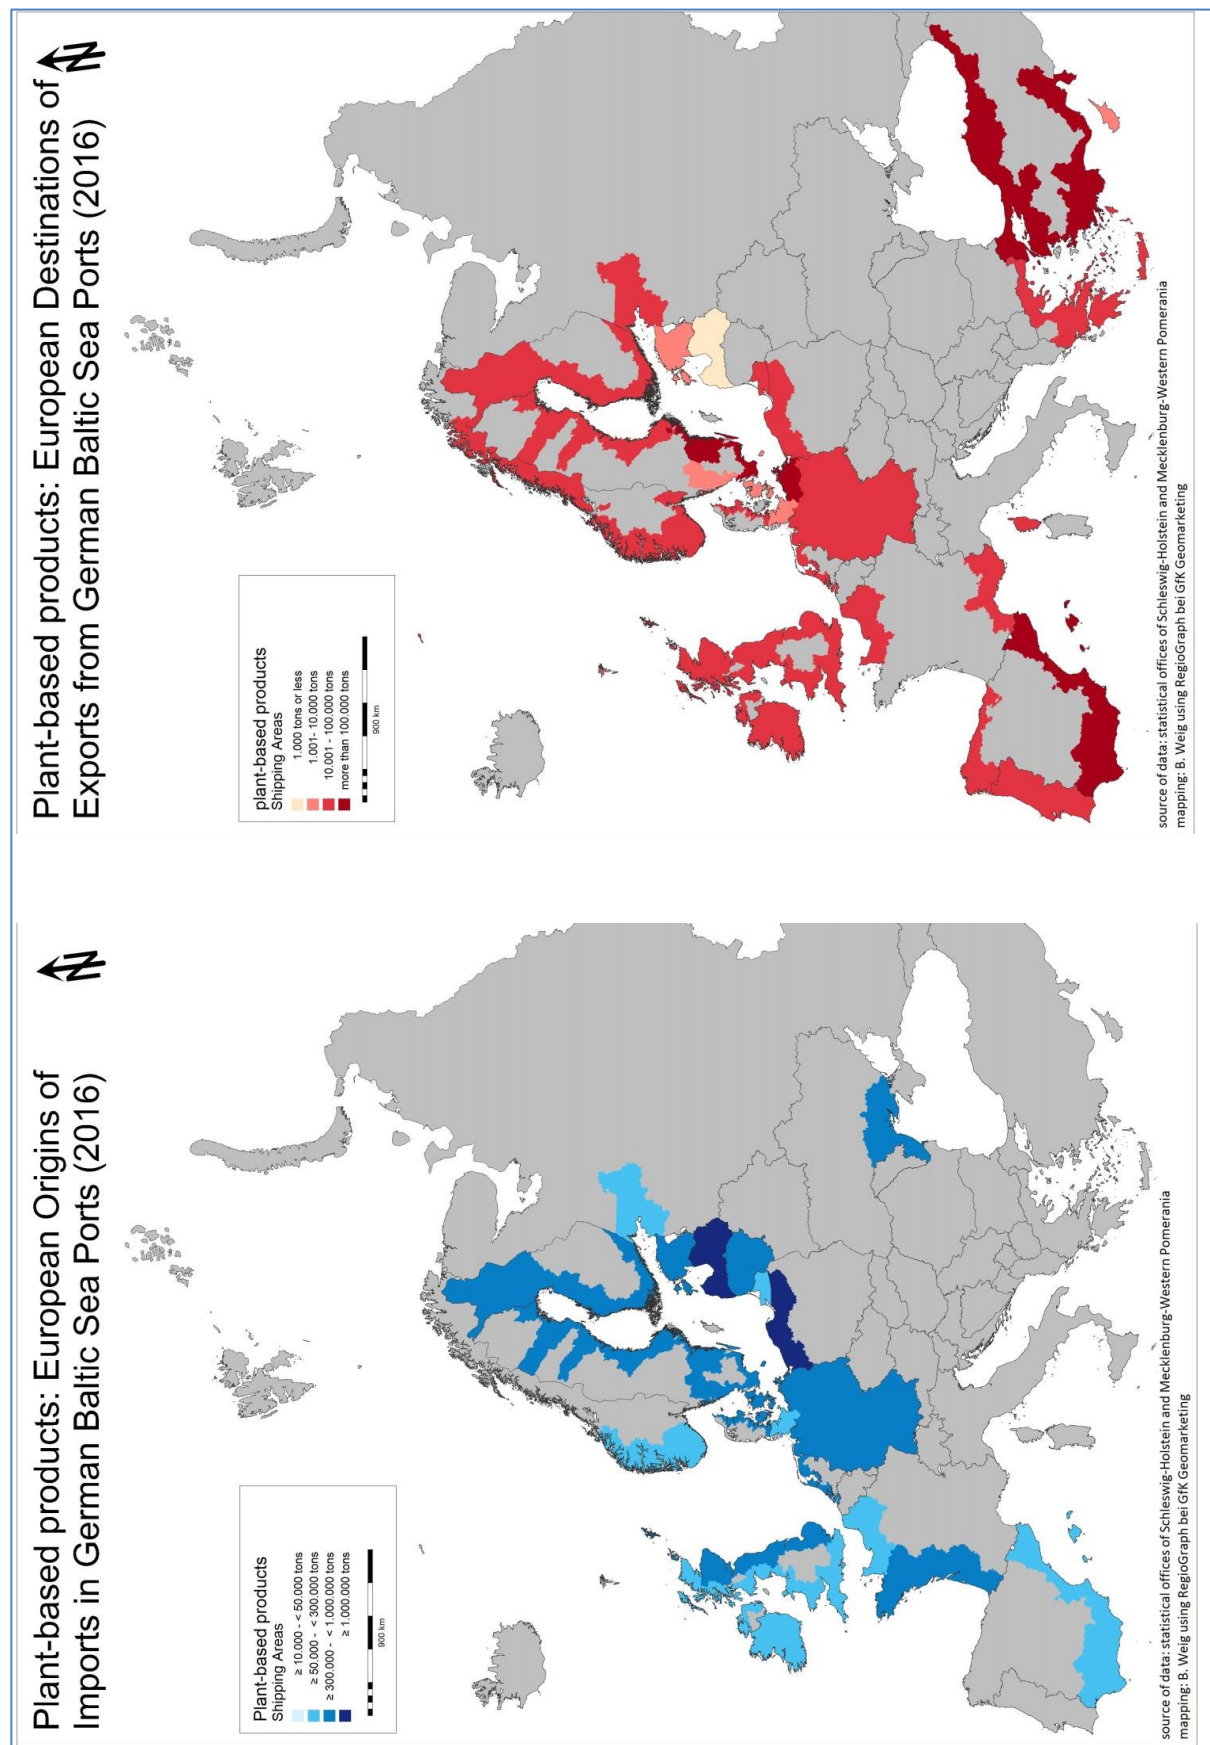 Plant-based products: European Origins of
Imports in German Baltic Sea Ports (2016)
N
Plant-based products
Shipping Areas
≥ 10.000 - < 50.000 tons
≥ 50.000 - < 300.000 tons
≥ 300.000 - < 1.000.000 tons
≥ 1.000.000 tons
900 km
source of data: statistical offices of Schleswig-Holstein and Mecklenburg-Western Pomerania
mapping: B. Weig using RegioGraph bei GfK Geomarketing
Plant-based products: European Destinations of
Exports from German Baltic Sea Ports (2016)
N
plant-based products
Shipping Areas
1.000 tons or less
1.001- 10.000 tons
10.001 - 100.000 tons
more than 100.000 tons
900 km
source of data: statistical offices of Schleswig-Holstein and Mecklenburg-Western Pomerania
mapping: B. Weig using RegioGraph bei GfK Geomarketing